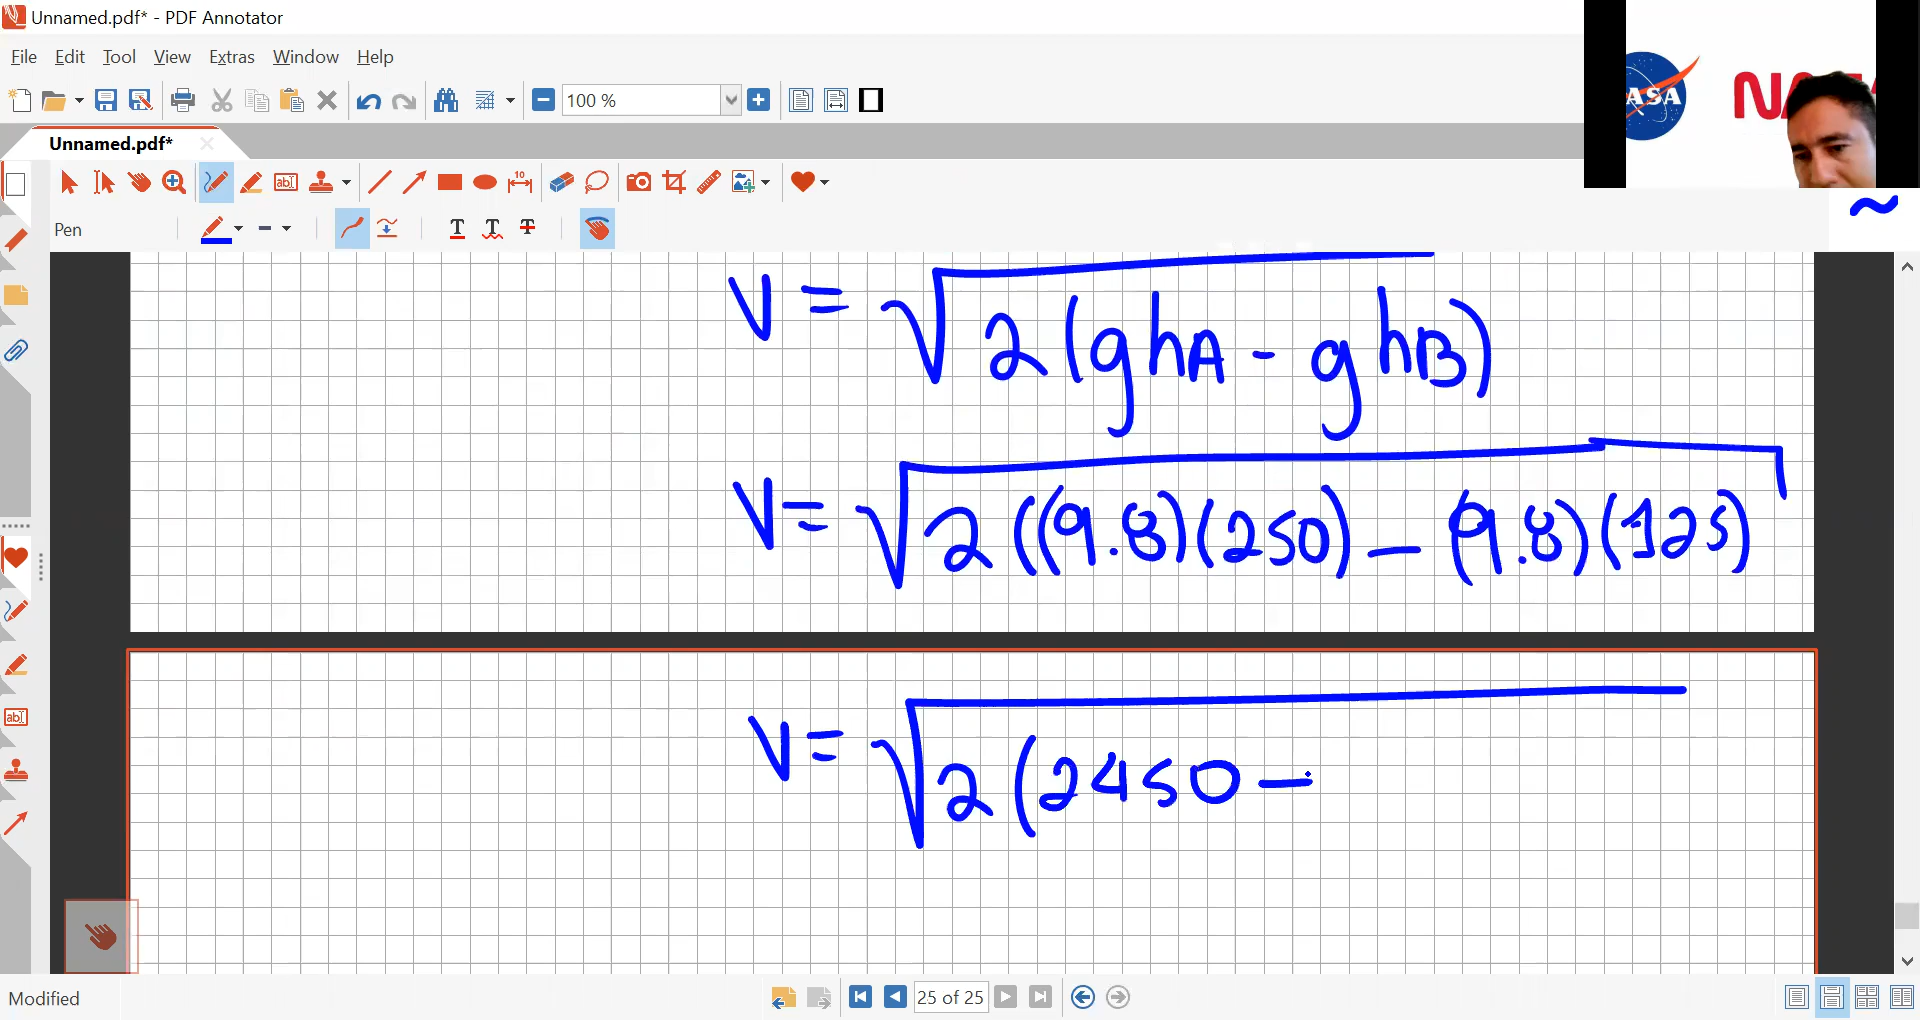 Unnamed.pdf* - PDF Annotator
File Edit Tool View Extras Window Help
100 %
NASA
Unnamed.pdf*
Pen
V = √2(ghA - ghB)
V = √2((9.8)(250) - (9.8)(125)
V = √2(2450 -
25 of 25
Modified